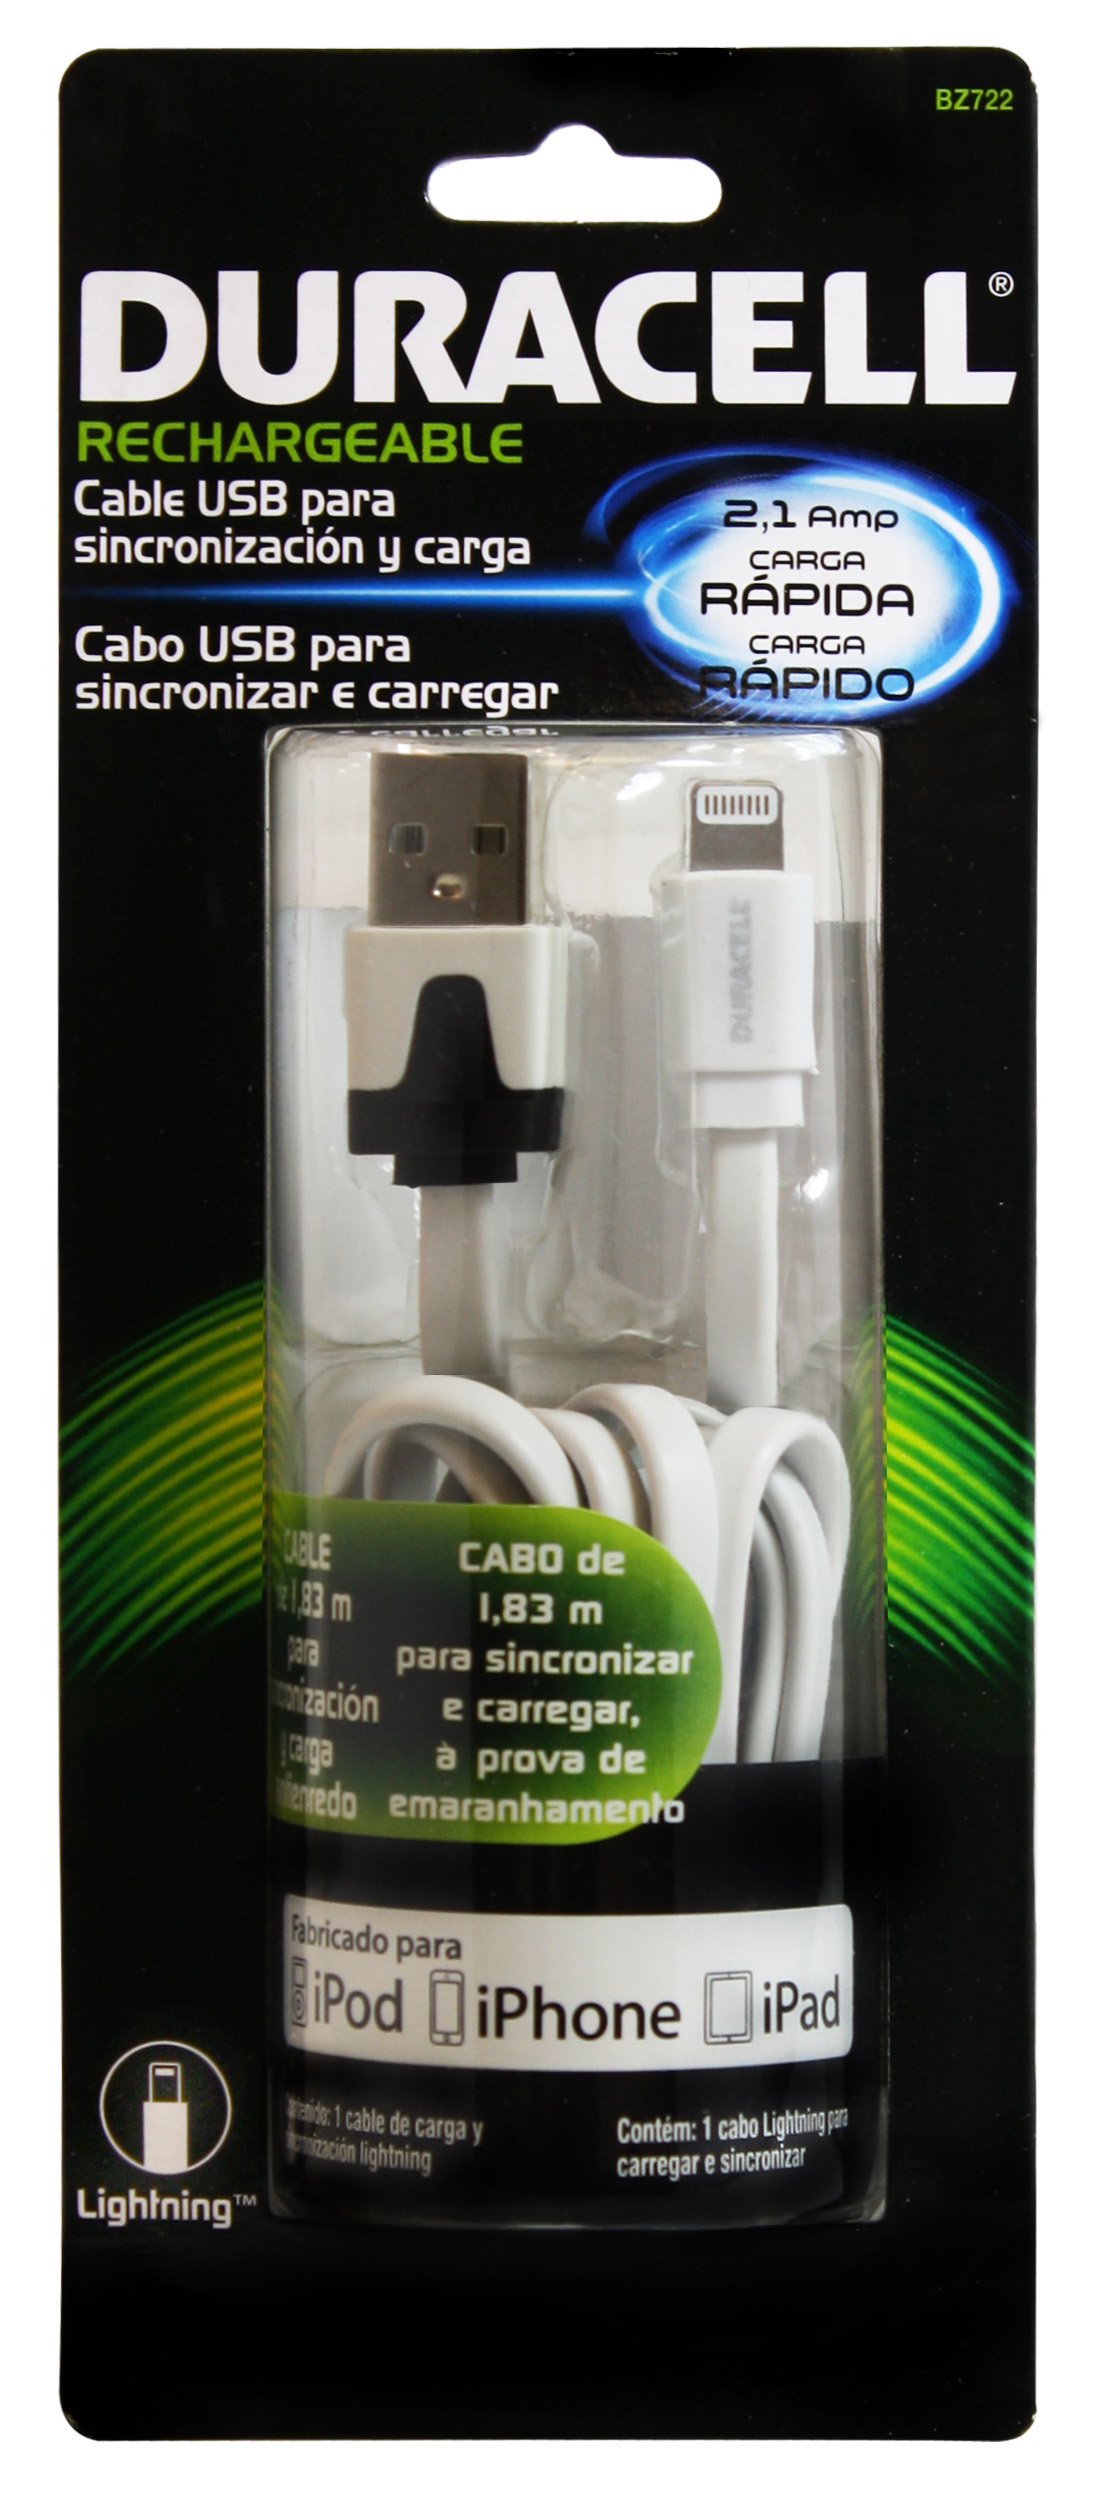 BZ722
DURACELL®
RECHARGEABLE
Cable USB para
sincronización y carga
Cabo USB para
sincronizar e carregar
2,1 Amp
CARGA
RÁPIDA
CARGA
RÁPIDO
DURACELL
CABLE
1,83 m
para
y carga
CABO de
1,83 m
para sincronizar
e carregar,
à prova de
emaranhamento
Fabricado para
iPod iPhone iPad
1 cable de carga y
lightning
Contém: 1 cabo Lightning para
carregar e sincronizar
Lightning™